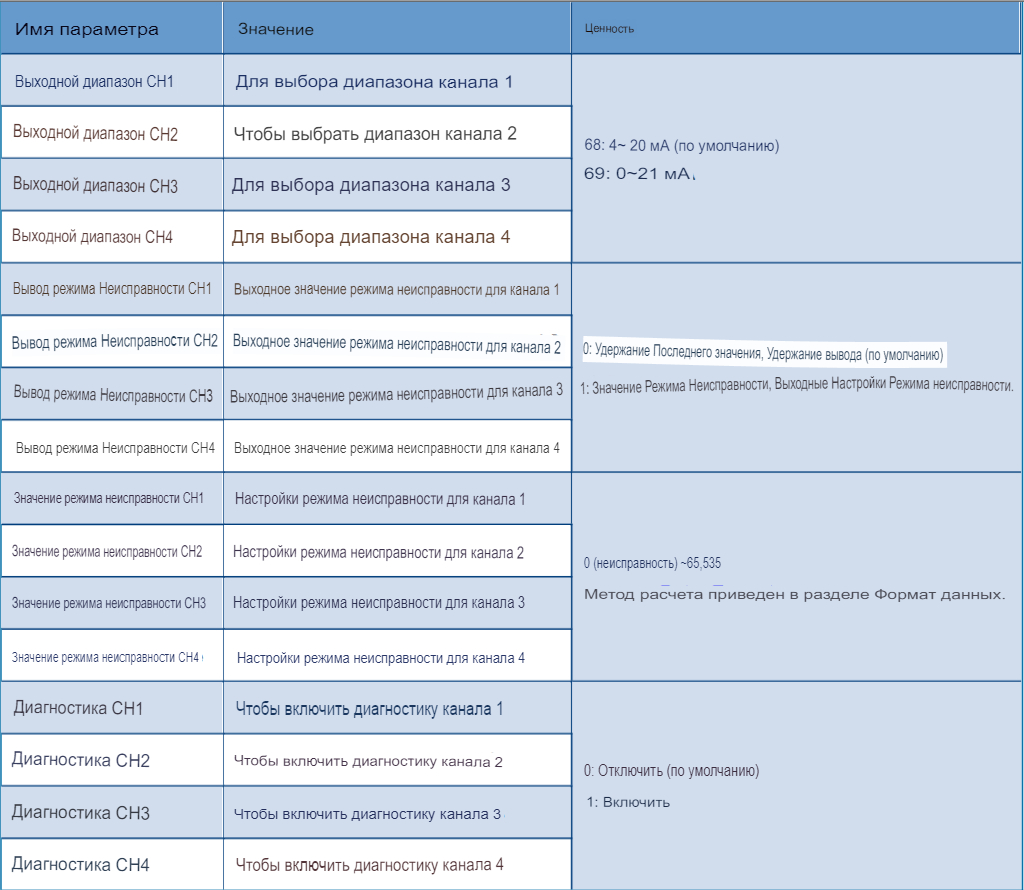 Имя параметра
Значение
Ценность
Выходной диапазон CH1
Для выбора диапазона канала 1
Выходной диапазон CH2
Чтобы выбрать диапазон канала 2
Выходной диапазон CH3
Для выбора диапазона канала 3
Выходной диапазон CH4
Для выбора диапазона канала 4
68: 4~ 20 мА (по умолчанию)
69: 0~21 мА
Вывод режима Неисправности CH1
Выходное значение режима неисправности для канала 1
Вывод режима Неисправности CH2
Выходное значение режима неисправности для канала 2
Вывод режима Неисправности CH3
Выходное значение режима неисправности для канала 3
Вывод режима Неисправности CH4
Выходное значение режима неисправности для канала 4
0: Удержание Последнего значения, Удержание вывода (по умолчанию)
1: Значение Режима Неисправности, Выходные Настройки Режима неисправности.
Значение режима неисправности CH1
Настройки режима неисправности для канала 1
Значение режима неисправности CH2
Настройки режима неисправности для канала 2
Значение режима неисправности CH3
Настройки режима неисправности для канала 3
Значение режима неисправности CH4
Настройки режима неисправности для канала 4
0 (неисправность) ~65,535
Метод расчета приведен в разделе Формат данных.
Диагностика CH1
Чтобы включить диагностику канала 1
Диагностика CH2
Чтобы включить диагностику канала 2
Диагностика CH3
Чтобы включить диагностику канала 3
Диагностика CH4
Чтобы включить диагностику канала 4
0: Отключить (по умолчанию)
1: Включить